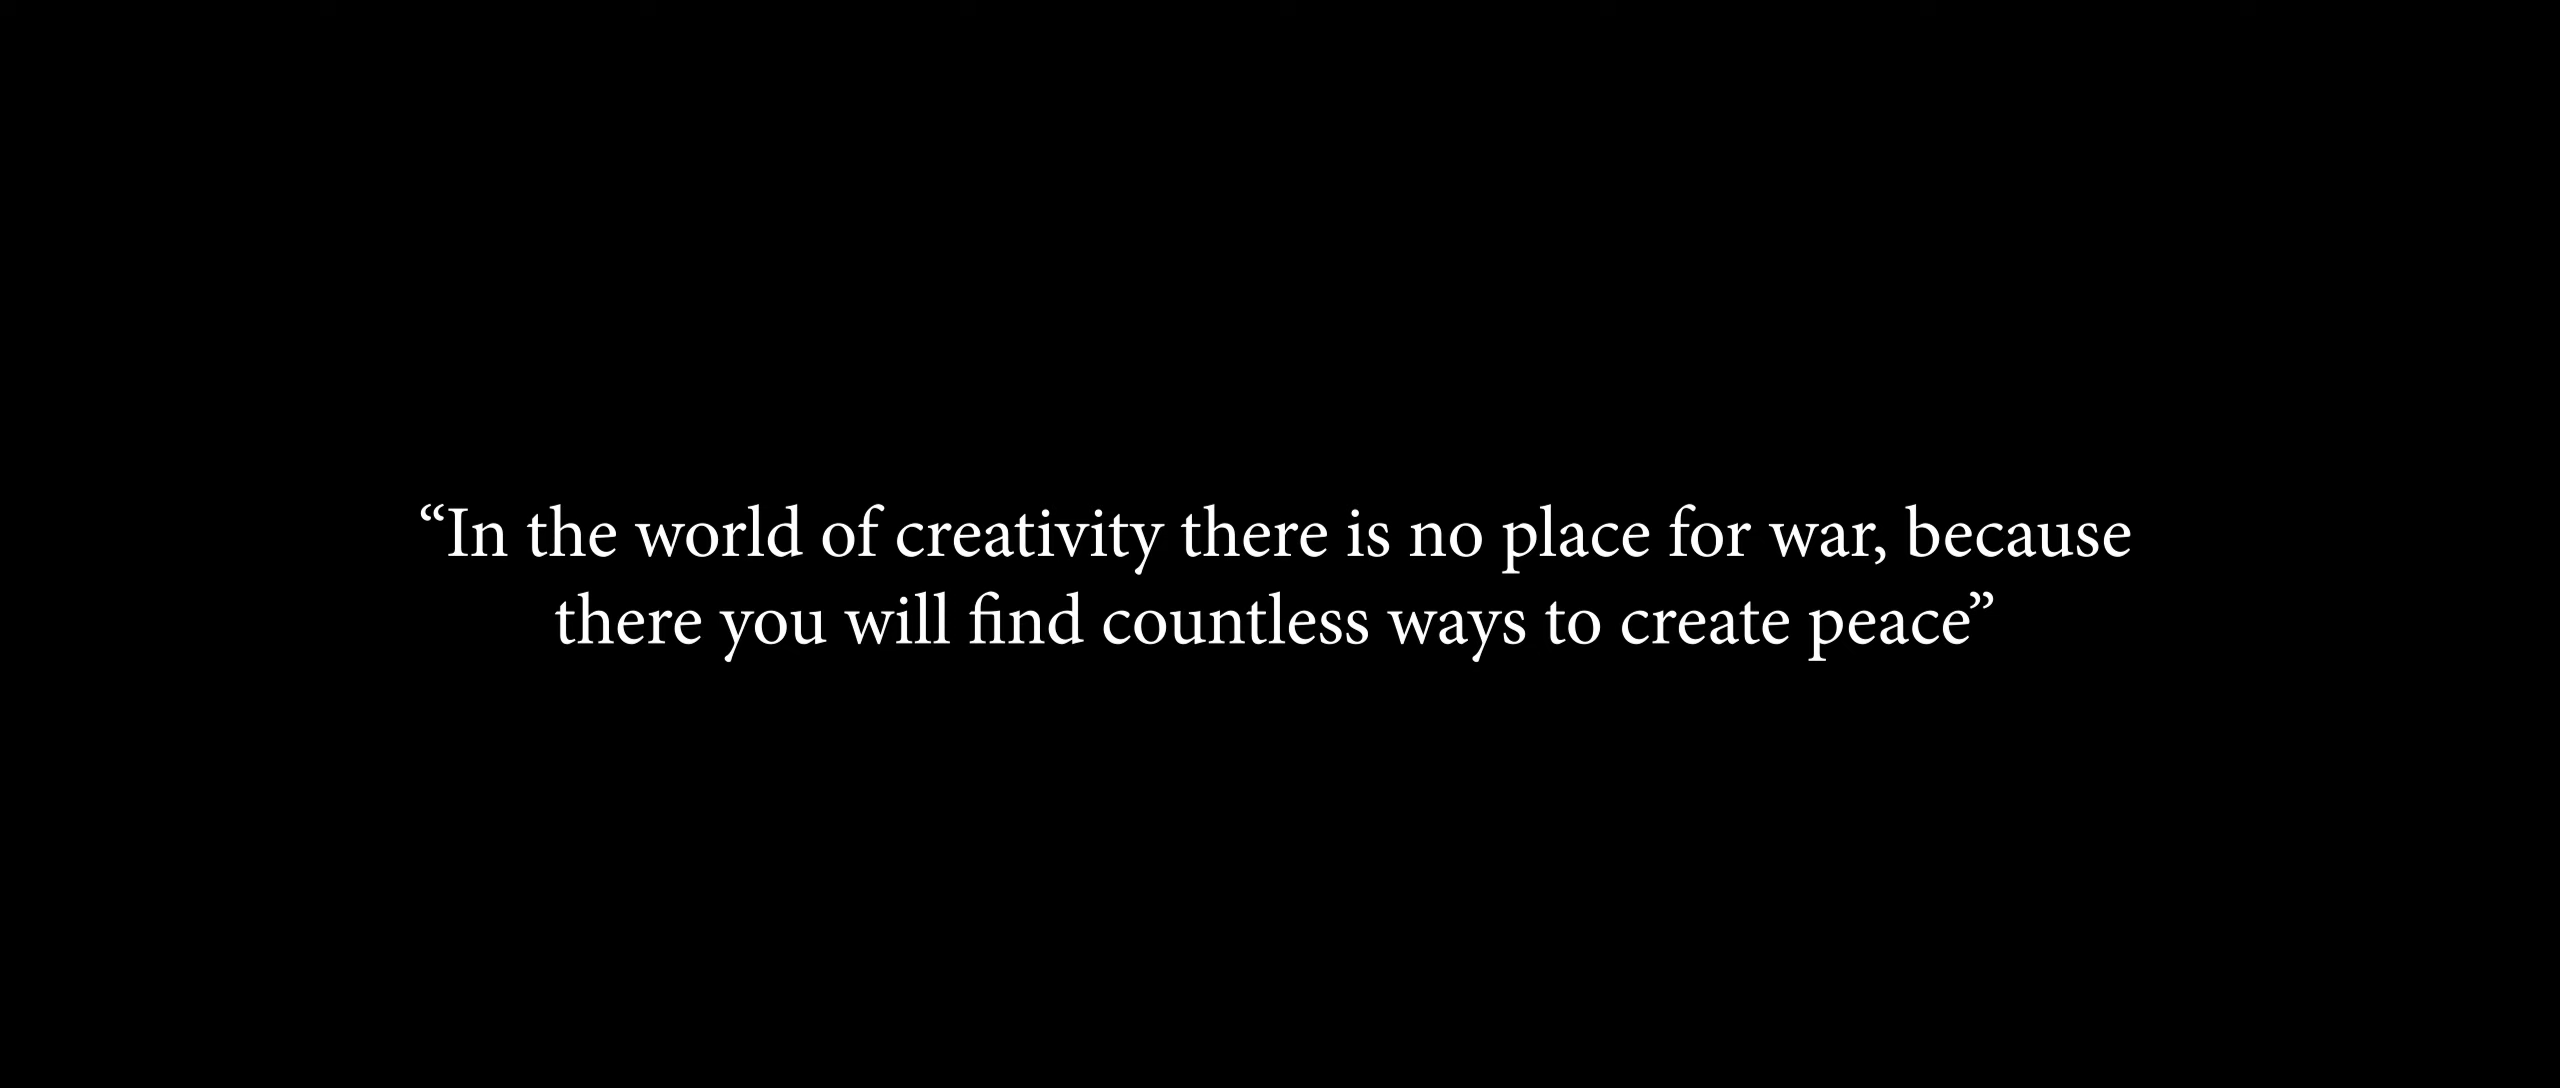 “In the world of creativity there is no place for war, because
there you will find countless ways to create peace”